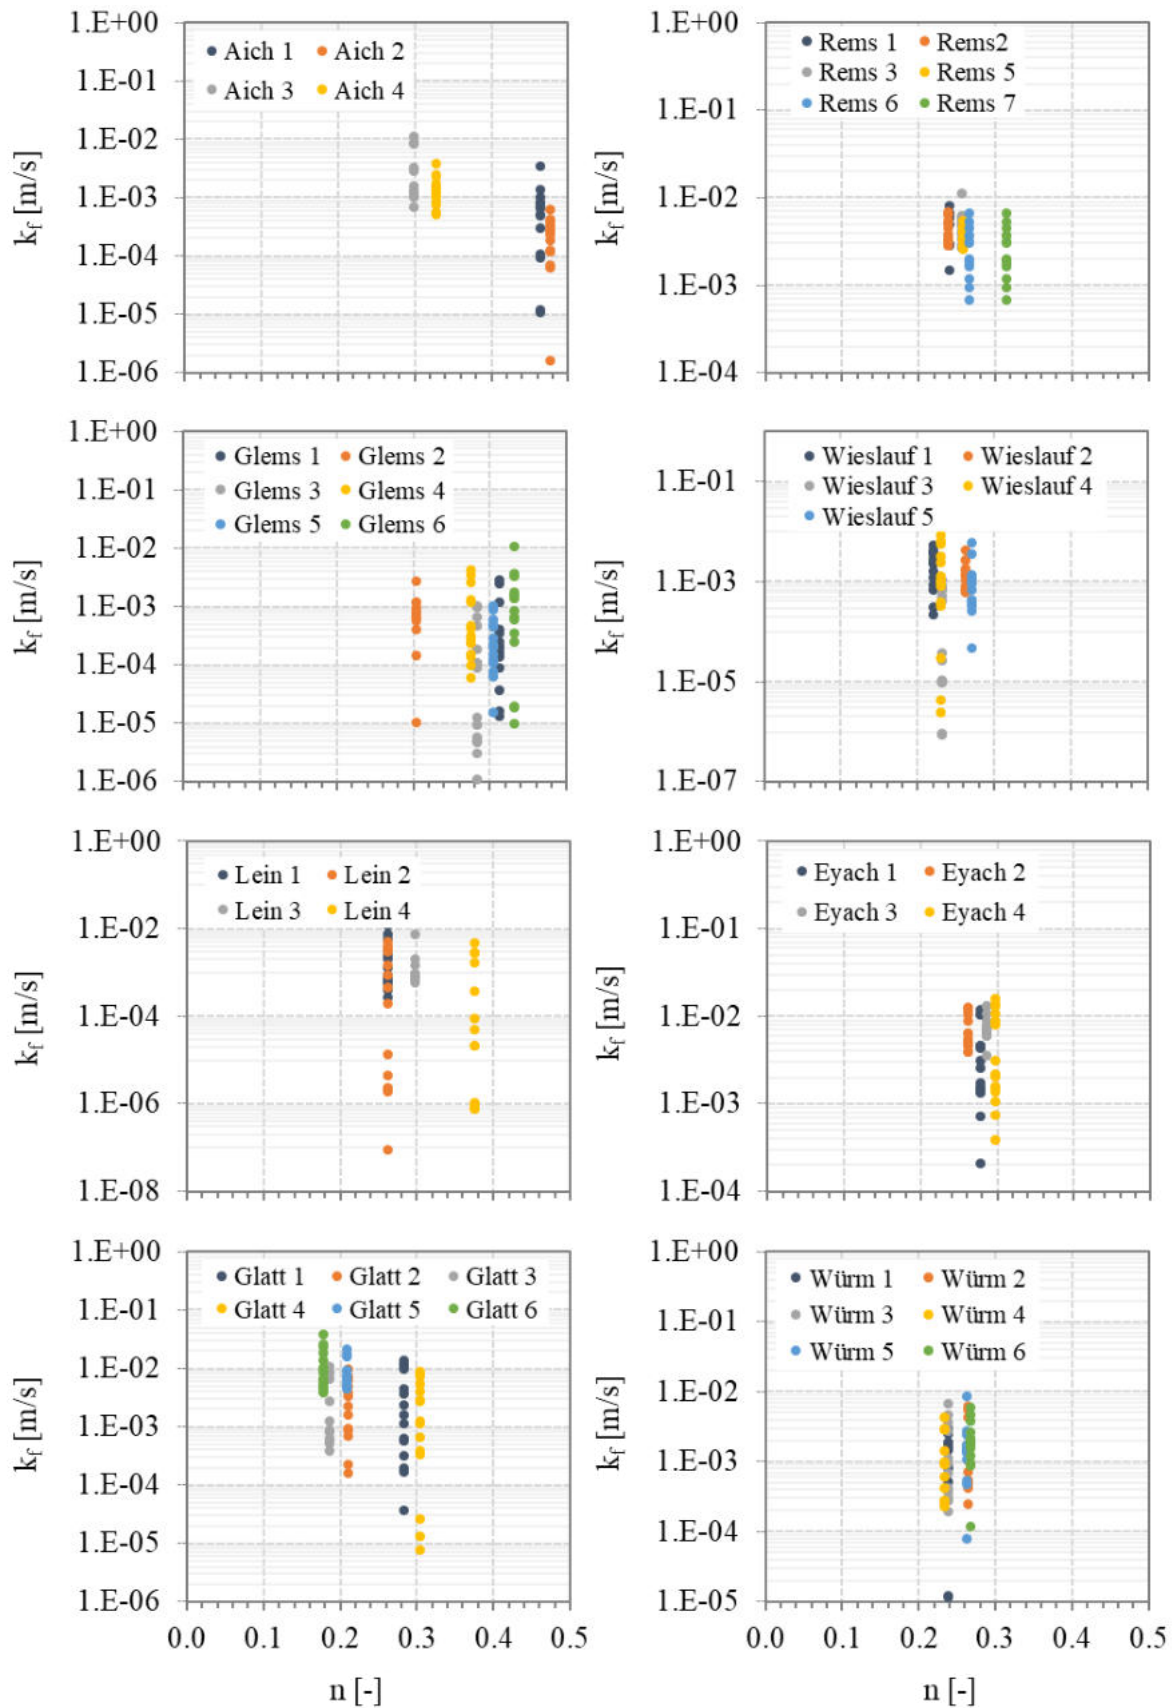 1.E+00
Aich 1 Aich 2
1.E-01
Aich 3 Aich 4
1.E-02
1.E-03
1.E-04
1.E-05
1.E-06
kf [m/s]
1.E+00
Rems 1 Rems2
Rems 3 Rems 5
Rems 6 Rems 7
1.E-01
1.E-02
1.E-03
1.E-04
kf [m/s]
1.E+00
Glems 1 Glems 2
1.E-01
Glems 3 Glems 4
Glems 5 Glems 6
1.E-02
1.E-03
1.E-04
1.E-05
1.E-06
kf [m/s]
Wieslauf 1 Wieslauf 2
1.E-01
Wieslauf 3 Wieslauf 4
Wieslauf 5
1.E-03
1.E-05
1.E-07
kf [m/s]
1.E+00
Lein 1 Lein 2
Lein 3 Lein 4
1.E-02
1.E-04
1.E-06
1.E-08
kf [m/s]
1.E+00
Eyach 1 Eyach 2
Eyach 3 Eyach 4
1.E-01
1.E-02
1.E-03
1.E-04
kf [m/s]
1.E+00
Glatt 1 Glatt 2 Glatt 3
1.E-01
Glatt 4 Glatt 5 Glatt 6
1.E-02
1.E-03
1.E-04
1.E-05
1.E-06
kf [m/s]
0.0 0.1 0.2 0.3 0.4 0.5
n [-]
1.E+00
Würm 1 Würm 2
Würm 3 Würm 4
1.E-01
Würm 5 Würm 6
1.E-02
1.E-03
1.E-04
1.E-05
kf [m/s]
0.0 0.1 0.2 0.3 0.4 0.5
n [-]